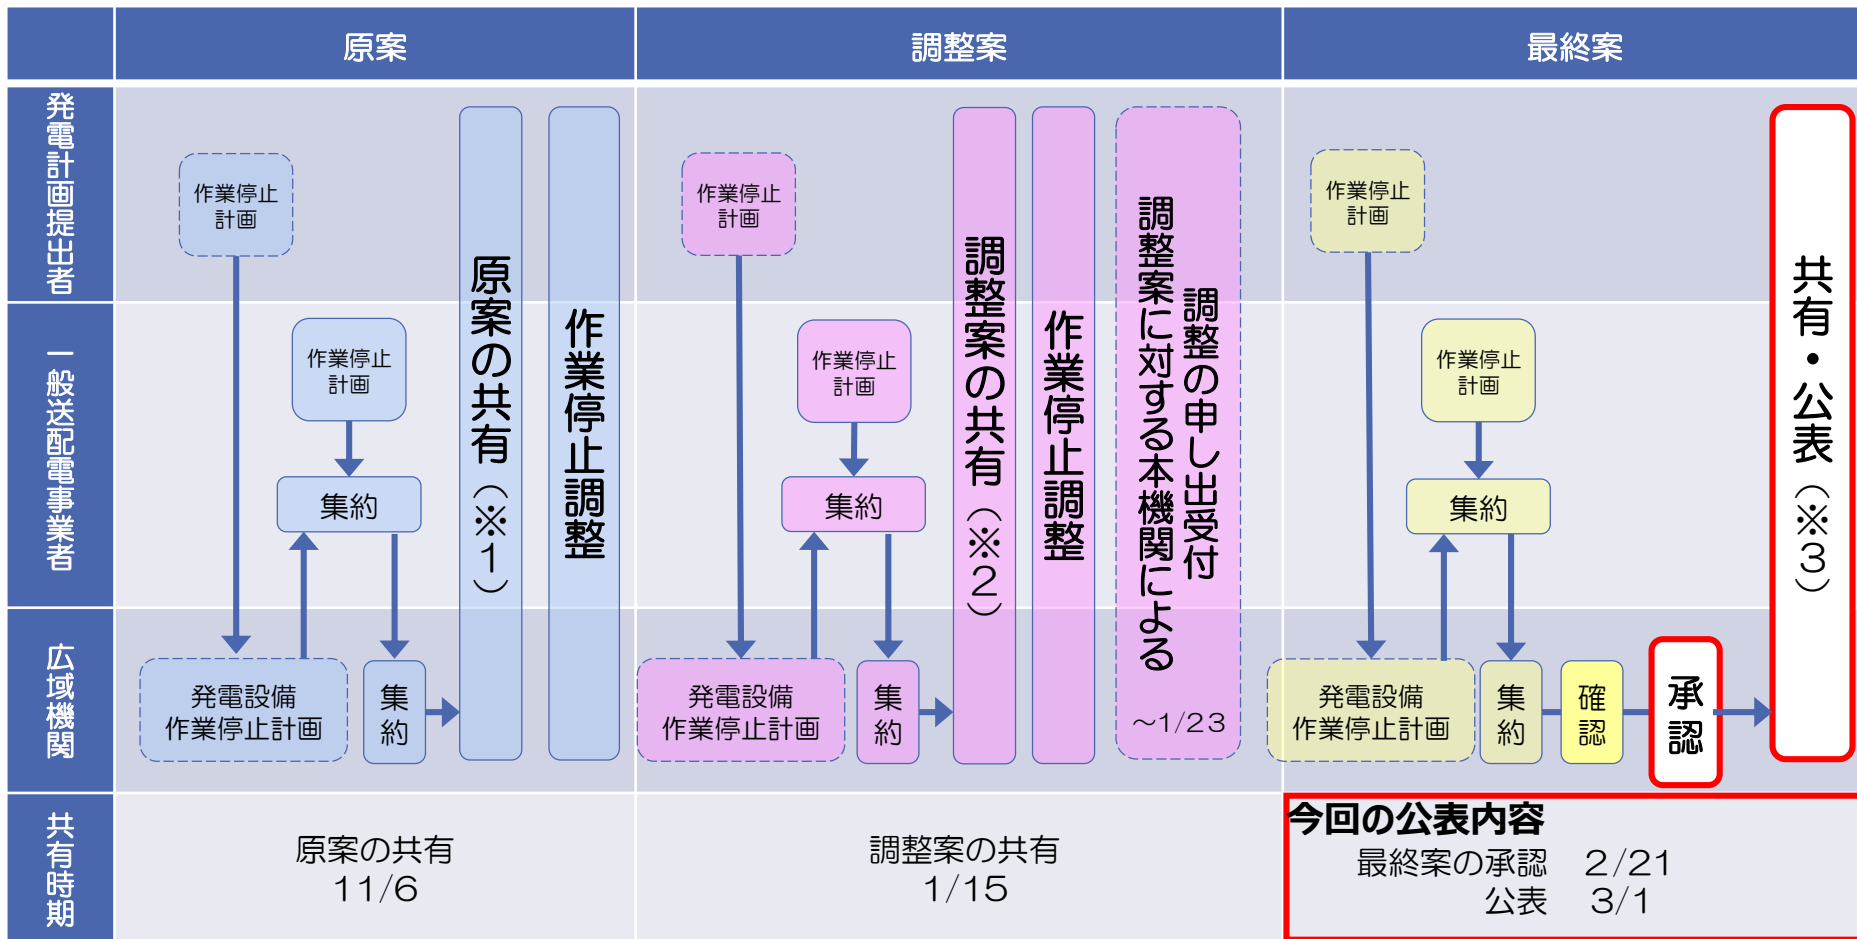 原案
調整案
最終案
発電計画提出者
作業停止
計画
作業停止
計画
作業停止
計画
一般送配電事業者
作業停止
計画
集約
作業停止
計画
集約
作業停止
計画
集約
広域機関
発電設備
作業停止計画
集約
原案の共有（※１）
作業停止調整
発電設備
作業停止計画
集約
調整案の共有（※２）
作業停止調整
調整案に対する本機関による
調整の申し出受付
～1/23
発電設備
作業停止計画
集約
確認
承認
共有・公表（※３）
共有時期
原案の共有
11/6
調整案の共有
1/15
今回の公表内容
最終案の承認　2/21
公表　3/1